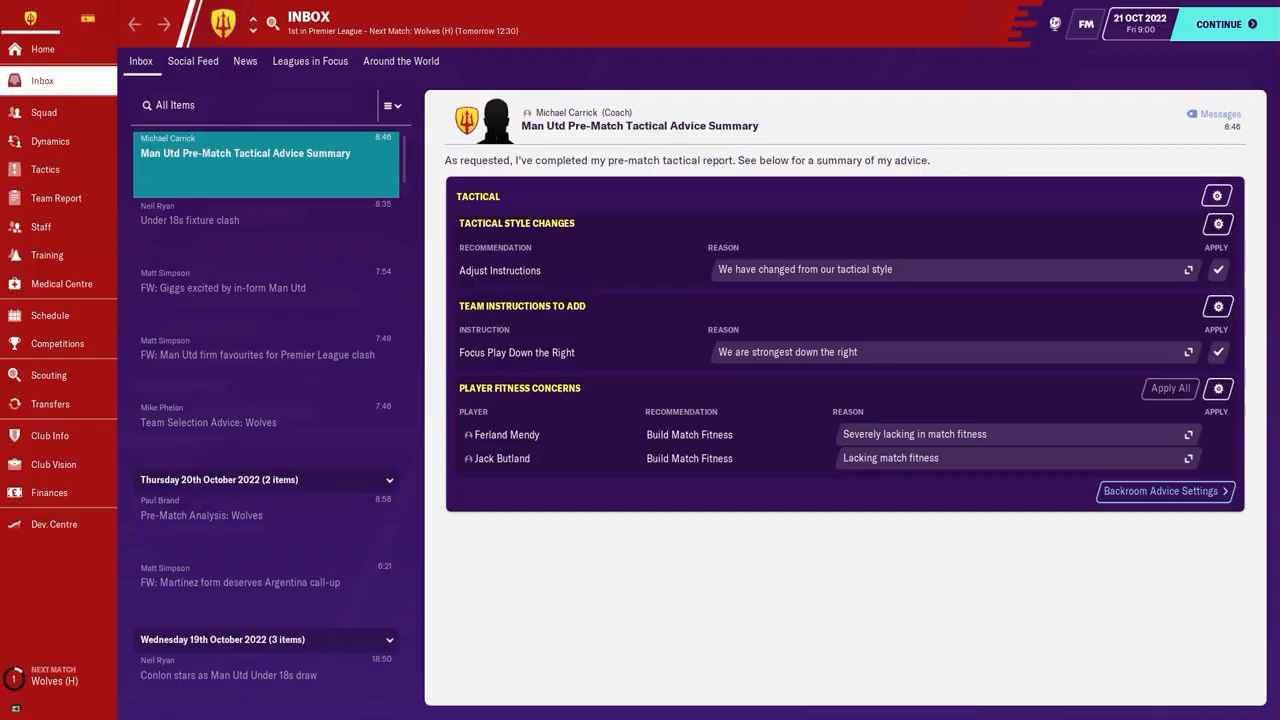 INBOX
1st in Premier League - Next Match: Wolves (H) (Tomorrow 12:30)
FM
21 OCT 2022
Fri 9:00
CONTINUE
Home
Inbox
Squad
Dynamics
Tactics
Team Report
Staff
Training
Medical Centre
Schedule
Competitions
Scouting
Transfers
Club Info
Club Vision
Finances
Dev. Centre
1
NEXT MATCH
Wolves (H)
Inbox Social Feed News Leagues in Focus Around the World
All Items
Michael Carrick 8:46
Man Utd Pre-Match Tactical Advice Summary
Neil Ryan 8:35
Under 18s fixture clash
Matt Simpson 7:54
FW: Giggs excited by in-form Man Utd
Matt Simpson 7:49
FW: Man Utd firm favourites for Premier League clash
Mike Phelan 7:46
Team Selection Advice: Wolves
Thursday 20th October 2022 (2 items)
Paul Brand 8:58
Pre-Match Analysis: Wolves
Matt Simpson 6:21
FW: Martínez form deserves Argentina call-up
Wednesday 19th October 2022 (3 items)
Neil Ryan 18:50
Conlon stars as Man Utd Under 18s draw
Michael Carrick (Coach) Messages
Man Utd Pre-Match Tactical Advice Summary 8:46
As requested, I've completed my pre-match tactical report. See below for a summary of my advice.
TACTICAL
TACTICAL STYLE CHANGES
RECOMMENDATION REASON APPLY
Adjust Instructions We have changed from our tactical style
TEAM INSTRUCTIONS TO ADD
INSTRUCTION REASON APPLY
Focus Play Down the Right We are strongest down the right
PLAYER FITNESS CONCERNS Apply All
PLAYER RECOMMENDATION REASON APPLY
Ferland Mendy Build Match Fitness Severely lacking in match fitness
Jack Butland Build Match Fitness Lacking match fitness
Backroom Advice Settings